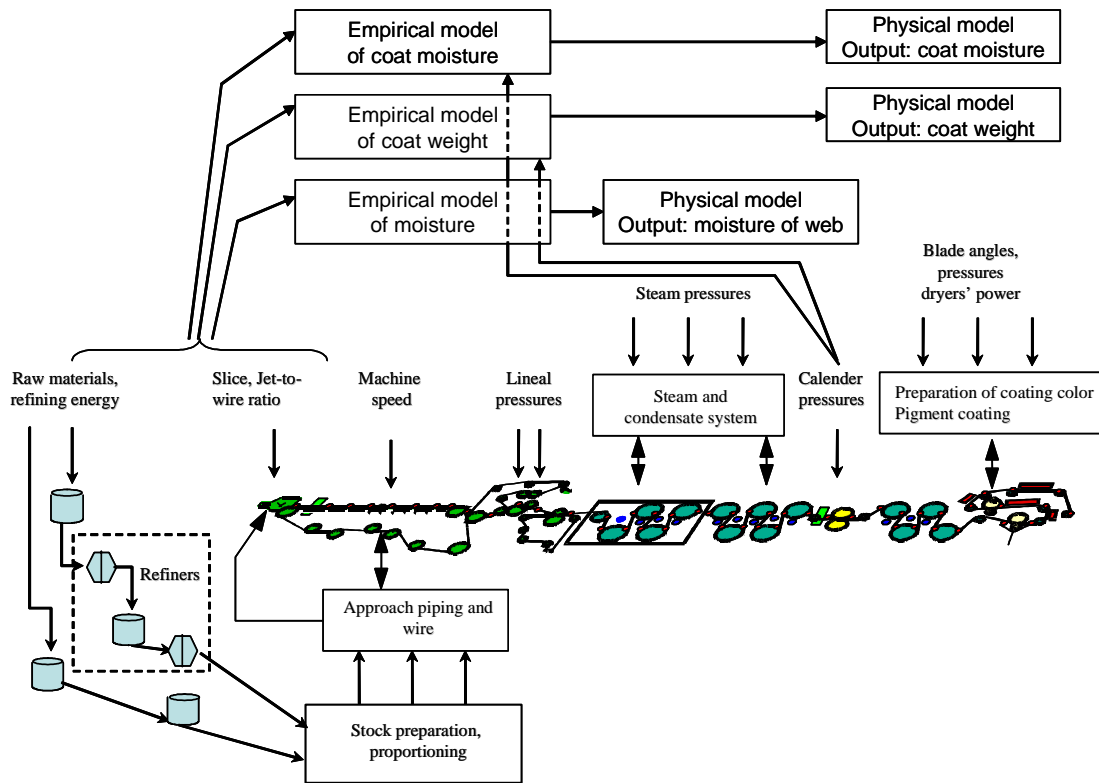 Empirical model
of coat moisture
Physical model
Output: coat moisture
Empirical model
of coat weight
Physical model
Output: coat weight
Empirical model
of moisture
Physical model
Output: moisture of web
Blade angles,
pressures
dryers' power
Steam pressures
Raw materials,
refining energy
Slice, Jet-to-
wire ratio
Machine
speed
Lineal
pressures
Steam and
condensate system
Calender
pressures
Preparation of coating color
Pigment coating
Refiners
Approach piping and
wire
Stock preparation,
proportioning